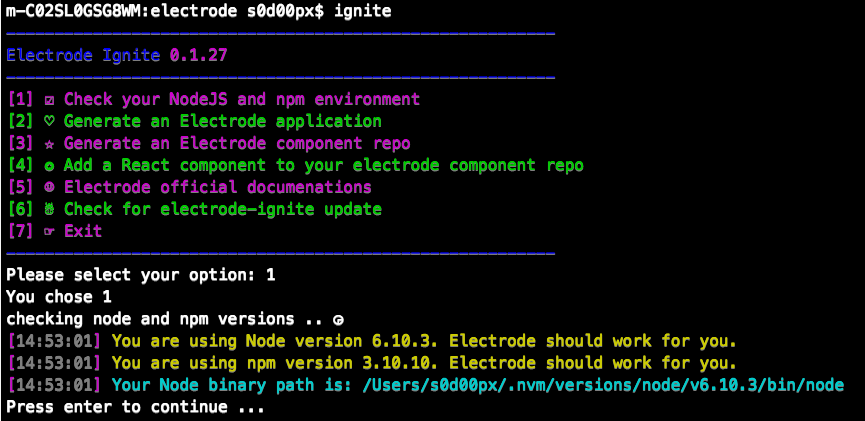 m-C02SL0GSG8WM:electrode s0d00px$ ignite
Electrode Ignite 0.1.27
[1] ☑ Check your NodeJS and npm environment
[2] ♡ Generate an Electrode application
[3] ☆ Generate an Electrode component repo
[4] ✪ Add a React component to your electrode component repo
[5] ☺ Electrode official documenations
[6] Check for electrode-ignite update
[7] ☞ Exit
Please select your option: 1
You chose 1
checking node and npm versions ..
[14:53:01] You are using Node version 6.10.3. Electrode should work for you.
[14:53:01] You are using npm version 3.10.10. Electrode should work for you.
[14:53:01] Your Node binary path is: /Users/s0d00px/.nvm/versions/node/v6.10.3/bin/node
Press enter to continue ...